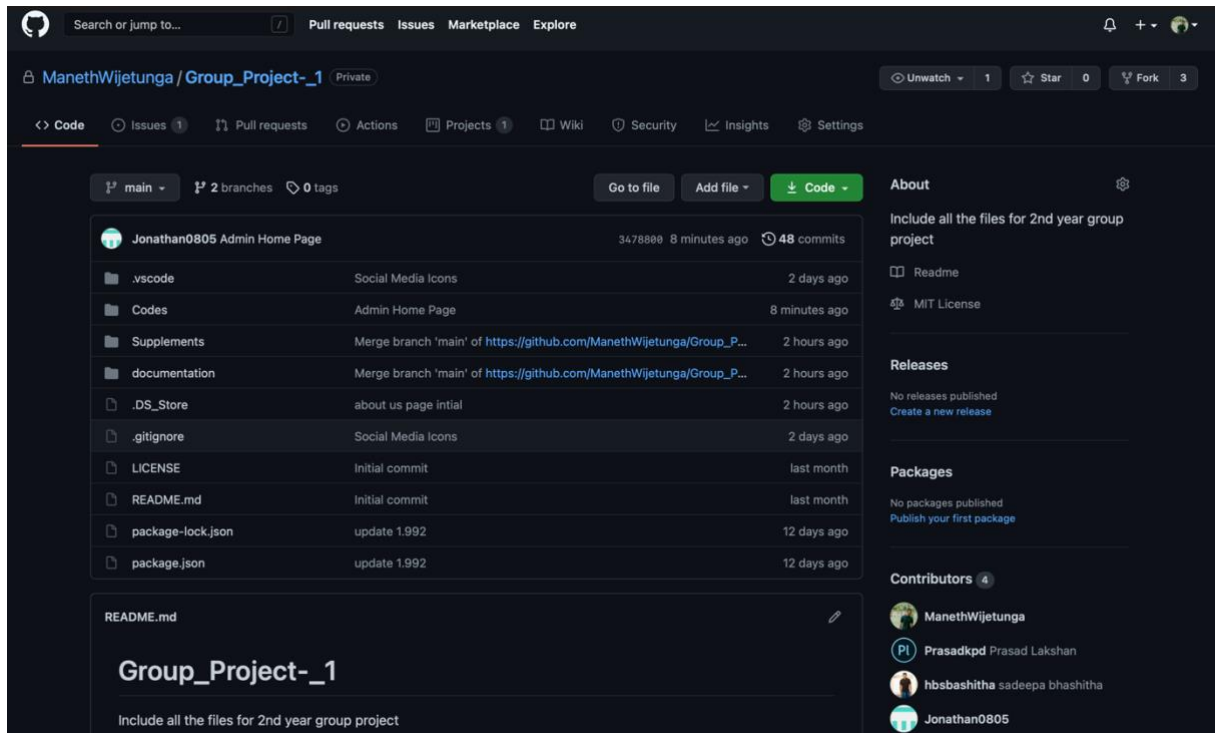 Search or jump to... / Pull requests Issues Marketplace Explore
ManethWijetunga / Group_Project-_1 Private Unwatch 1 Star 0 Fork 3
<> Code Issues 1 Pull requests Actions Projects 1 Wiki Security Insights Settings
main 2 branches 0 tags Go to file Add file Code
Jonathan0805 Admin Home Page 3478800 8 minutes ago 48 commits
.vscode Social Media Icons 2 days ago
Codes Admin Home Page 8 minutes ago
Supplements Merge branch 'main' of https://github.com/ManethWijetunga/Group_P... 2 hours ago
documentation Merge branch 'main' of https://github.com/ManethWijetunga/Group_P... 2 hours ago
.DS_Store about us page intial 2 hours ago
.gitignore Social Media Icons 2 days ago
LICENSE Initial commit last month
README.md Initial commit last month
package-lock.json update 1.992 12 days ago
package.json update 1.992 12 days ago
README.md
Group_Project-_1
Include all the files for 2nd year group project
About
Include all the files for 2nd year group
project
Readme
MIT License
Releases
No releases published
Create a new release
Packages
No packages published
Publish your first package
Contributors 4
ManethWijetunga
Pl Prasadkpd Prasad Lakshan
hbsbashitha sadeepa bhashitha
Jonathan0805